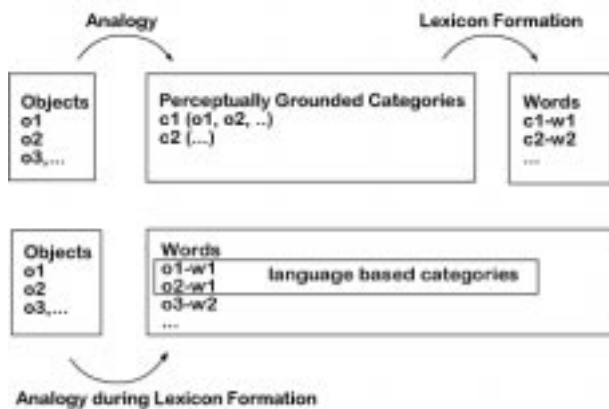 Analogy
Lexicon Formation
Objects
o1
o2
o3,...
Perceptually Grounded Categories
c1 (o1, o2, ..)
c2 (...)
Words
c1-w1
c2-w2
...
Objects
o1
o2
o3,...
Words
o1-w1
o2-w1
language based categories
o3-w2
...
Analogy during Lexicon Formation